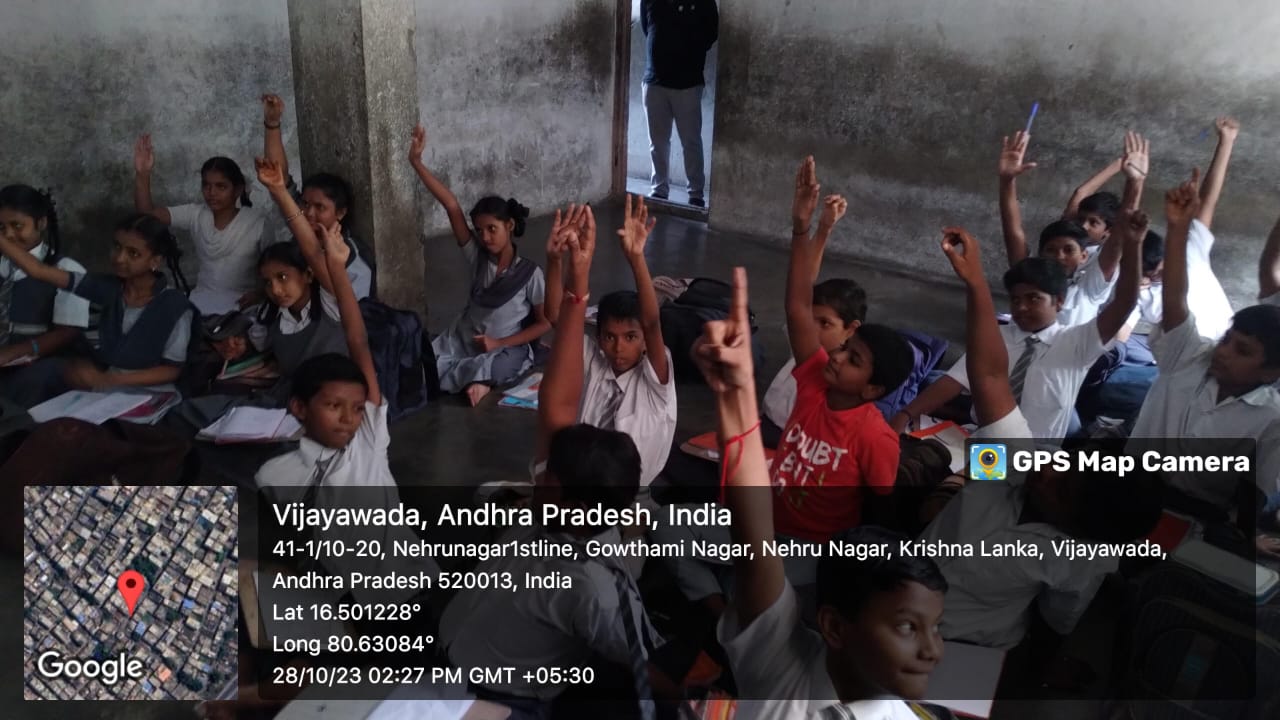 DOUBT
BIT
GPS Map Camera
Vijayawada, Andhra Pradesh, India
41-1/10-20, Nehrunagar1stline, Gowthami Nagar, Nehru Nagar, Krishna Lanka, Vijayawada,
Andhra Pradesh 520013, India
Lat 16.501228°
Long 80.63084°
28/10/23 02:27 PM GMT +05:30
Google